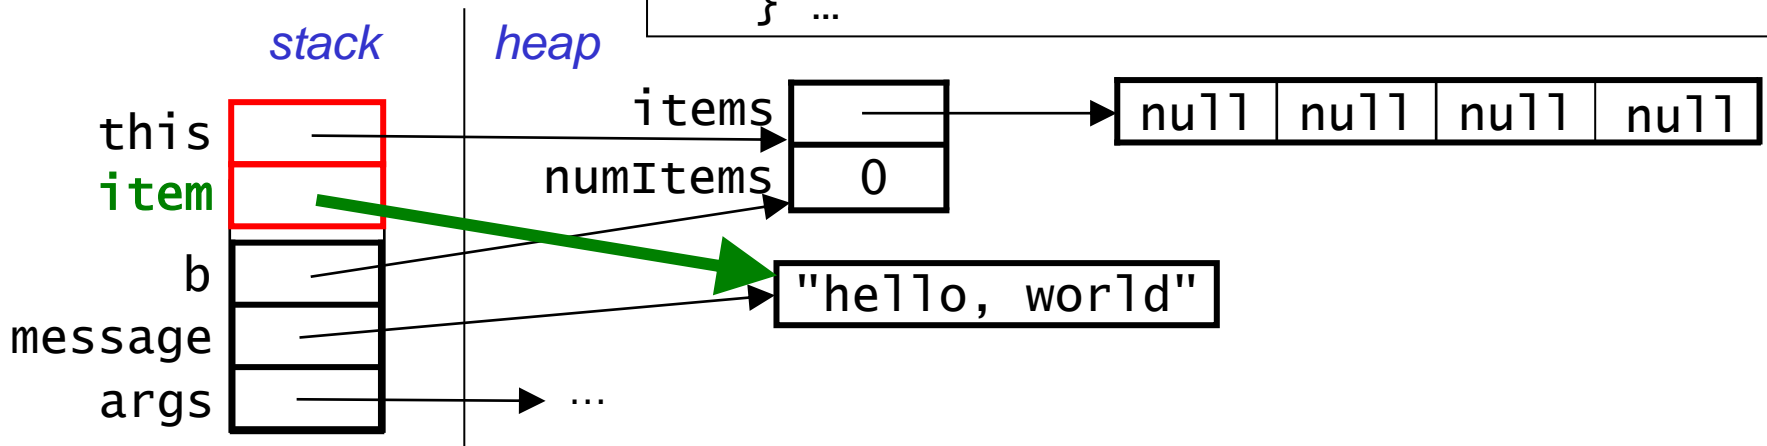 } …
stack heap
this items null null null null
item numItems 0
b "hello, world"
message
args …